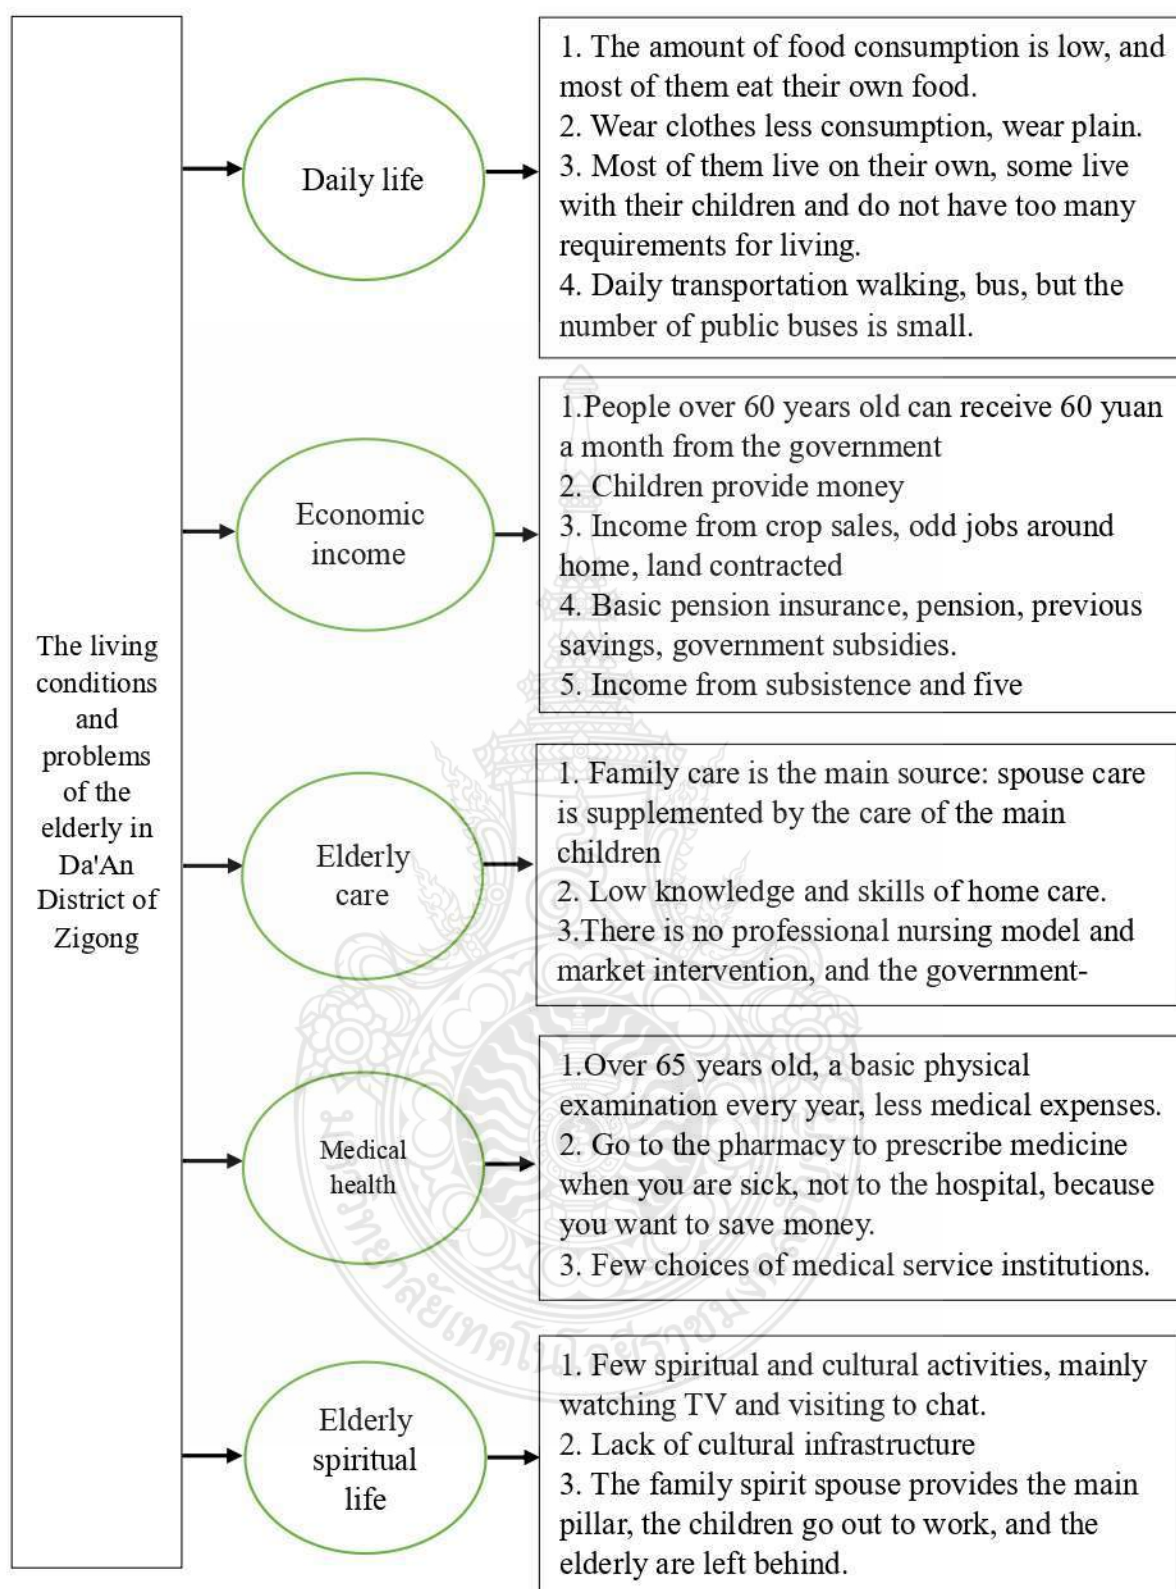 The living
conditions
and
problems
of the
elderly in
Da'An
District of
Zigong
Daily life
1. The amount of food consumption is low, and
most of them eat their own food.
2. Wear clothes less consumption, wear plain.
3. Most of them live on their own, some live
with their children and do not have too many
requirements for living.
4. Daily transportation walking, bus, but the
number of public buses is small.
Economic
income
1.People over 60 years old can receive 60 yuan
a month from the government
2. Children provide money
3. Income from crop sales, odd jobs around
home, land contracted
4. Basic pension insurance, pension, previous
savings, government subsidies.
5. Income from subsistence and five
Elderly
care
1. Family care is the main source: spouse care
is supplemented by the care of the main
children
2. Low knowledge and skills of home care.
3.There is no professional nursing model and
market intervention, and the government-
Medical
health
1.Over 65 years old, a basic physical
examination every year, less medical expenses.
2. Go to the pharmacy to prescribe medicine
when you are sick, not to the hospital, because
you want to save money.
3. Few choices of medical service institutions.
Elderly
spiritual
life
1. Few spiritual and cultural activities, mainly
watching TV and visiting to chat.
2. Lack of cultural infrastructure
3. The family spirit spouse provides the main
pillar, the children go out to work, and the
elderly are left behind.